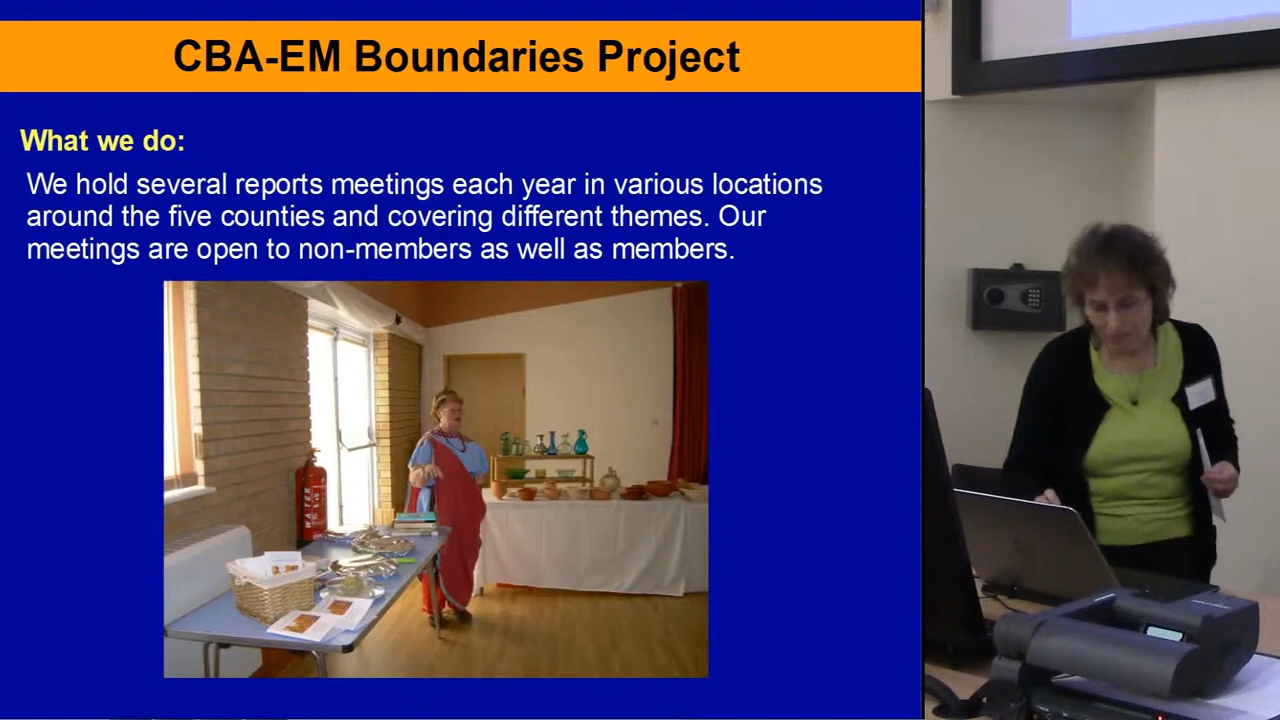 CBA-EM Boundaries Project
What we do:
We hold several reports meetings each year in various locations
around the five counties and covering different themes. Our
meetings are open to non-members as well as members.
WATER